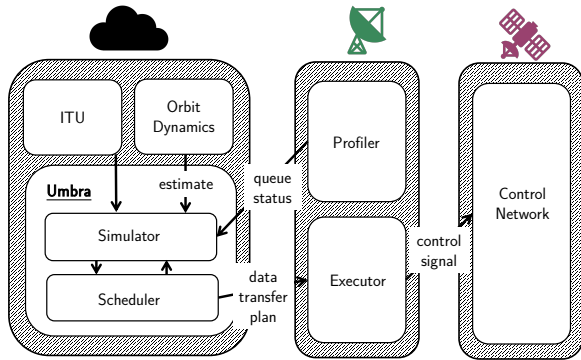 ITU
Orbit
Dynamics
Umbra
estimate
Simulator
Scheduler
queue
status
data
transfer
plan
Profiler
Executor
control
signal
Control
Network